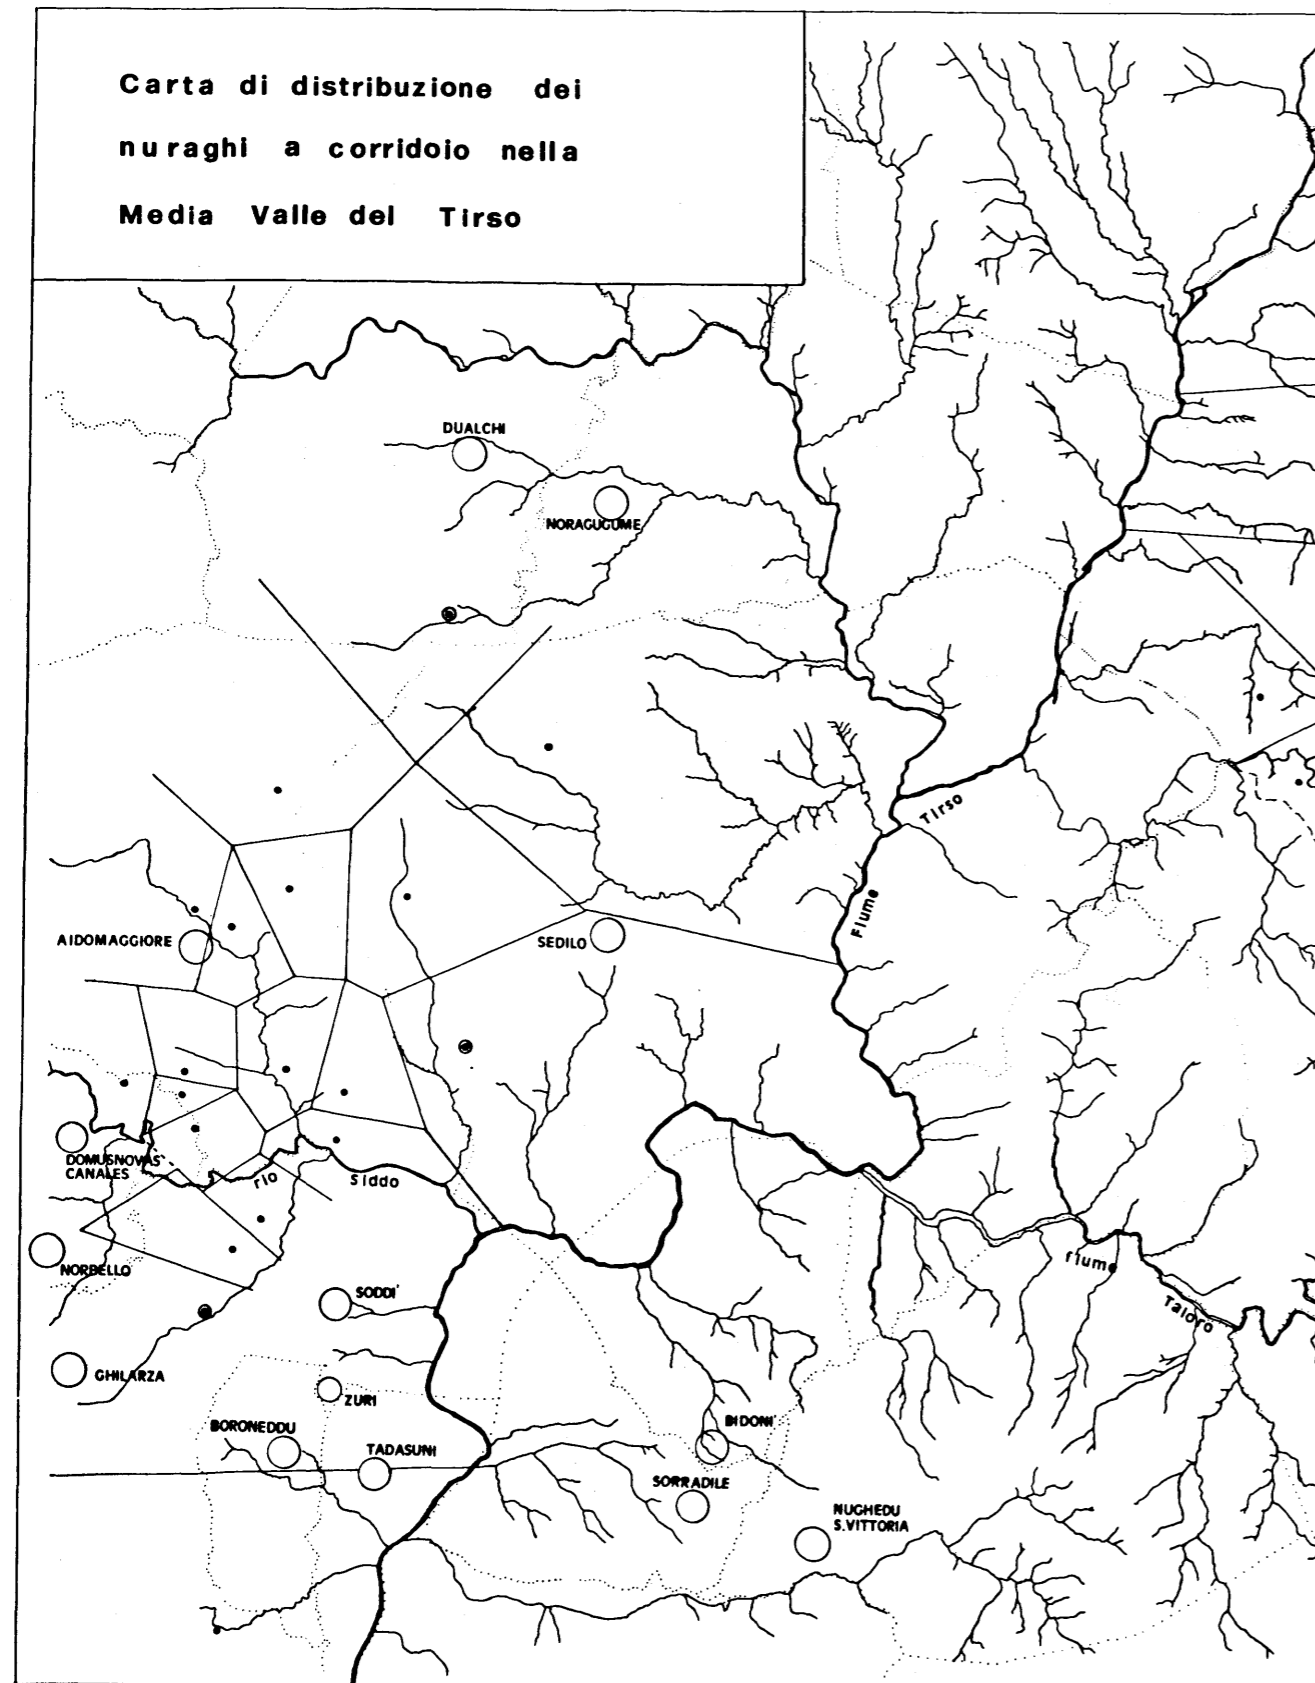 Carta di distribuzione dei
nuraghi a corridoio nella
Media Valle del Tirso
DUALCHI
NORAGUGUME
Tirso
Fiume
AIDOMAGGIORE
SEDILO
DOMUSNOVAS
CANALES
rio
Siddo
NORBELLO
SODDI'
fiume
Taloro
GHILARZA
ZURI
BORONEDDU
TADASUNI
BIDONI'
SORRADILE
NUGHEDU
S.VITTORIA